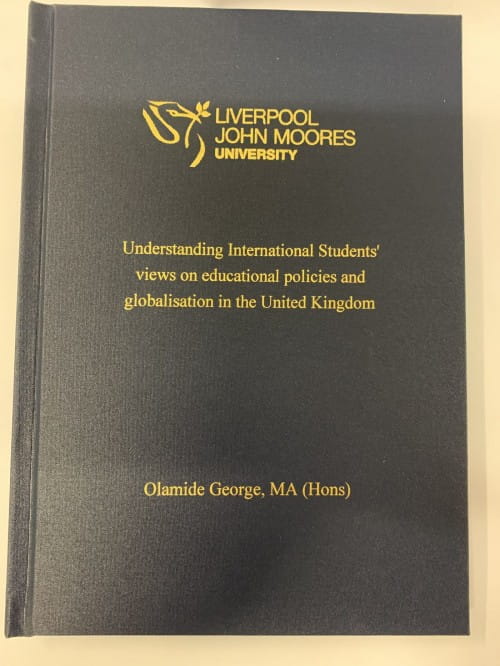 LIVERPOOL
JOHN MOORES
UNIVERSITY
Understanding International Students'
views on educational policies and
globalisation in the United Kingdom
Olamide George, MA (Hons)